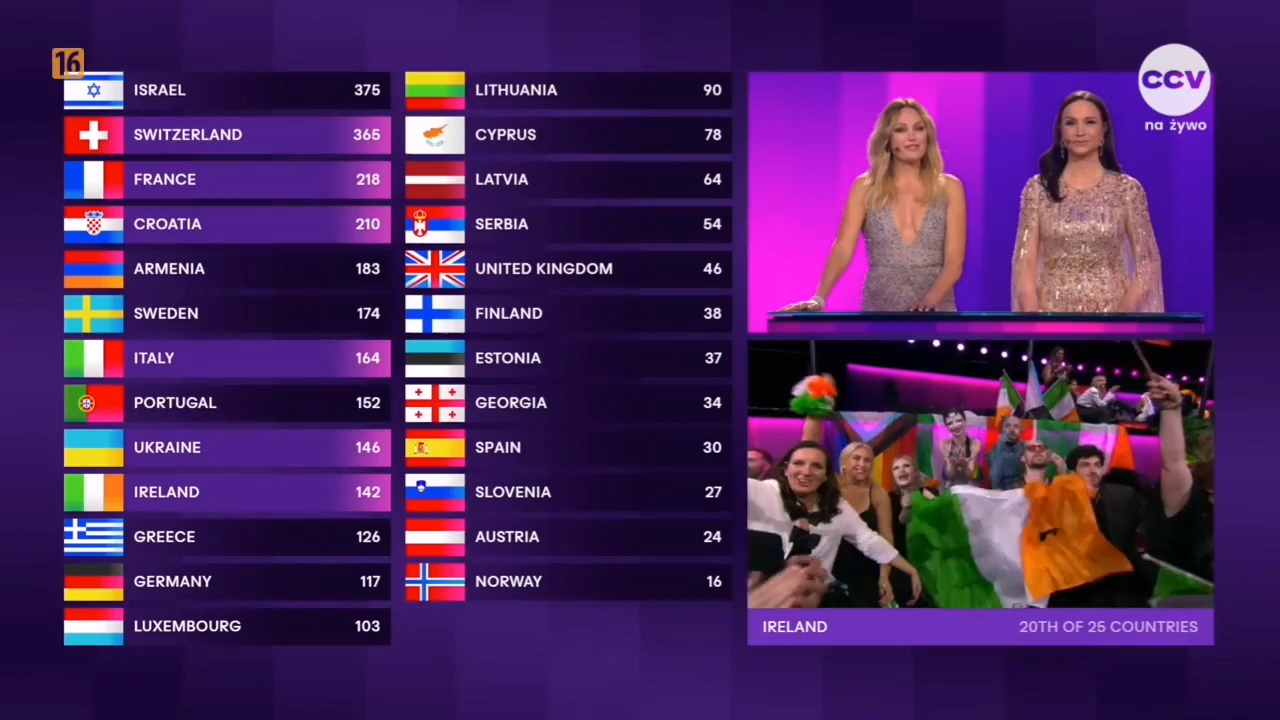 16
ISRAEL 375
SWITZERLAND 365
FRANCE 218
CROATIA 210
ARMENIA 183
SWEDEN 174
ITALY 164
PORTUGAL 152
UKRAINE 146
IRELAND 142
GREECE 126
GERMANY 117
LUXEMBOURG 103
LITHUANIA 90
CYPRUS 78
LATVIA 64
SERBIA 54
UNITED KINGDOM 46
FINLAND 38
ESTONIA 37
GEORGIA 34
SPAIN 30
SLOVENIA 27
AUSTRIA 24
NORWAY 16
CCV
na żywo
IRELAND 20TH OF 25 COUNTRIES